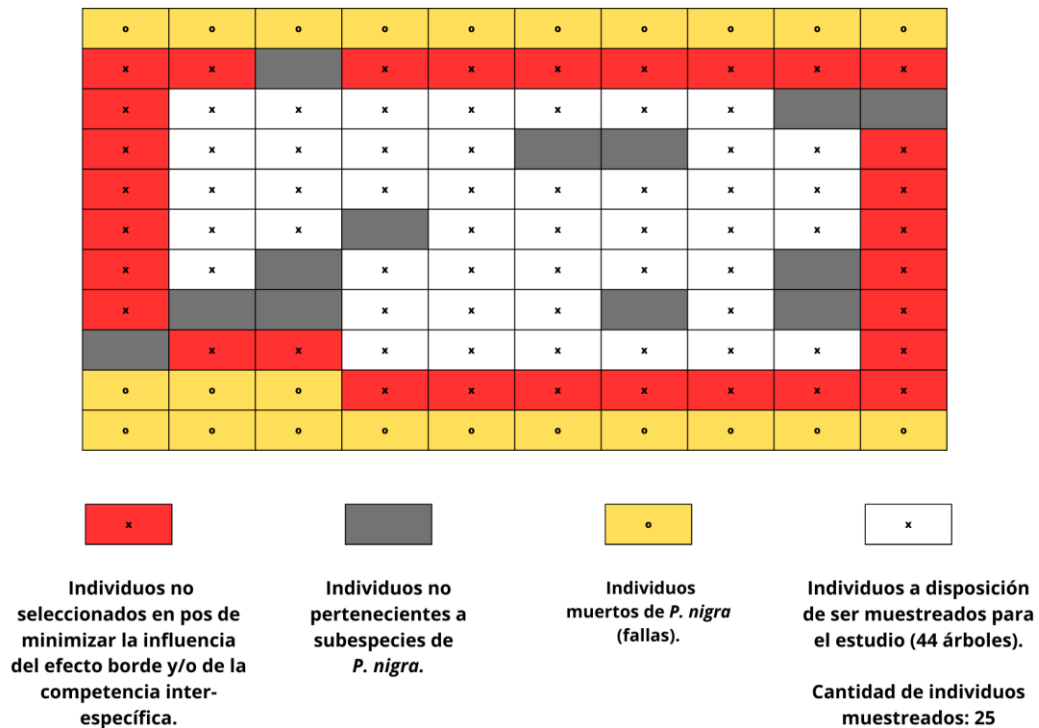 o o o o o o o o o o
x x x x x x x x x
x x x x x x x x
x x x x x x x x
x x x x x x x x x x
x x x x x x x x x
x x x x x x x x
x x x x x x
x x x x x x x x x
o o o x x x x x x x
o o o o o o o o o o
x o x
Individuos no
seleccionados en pos de
minimizar la influencia
del efecto borde y/o de la
competencia inter-
específica.
Individuos no
pertenecientes a
subespecies de
P. nigra.
Individuos
muertos de P. nigra
(fallas).
Individuos a disposición
de ser muestreados para
el estudio (44 árboles).
Cantidad de individuos
muestreados: 25